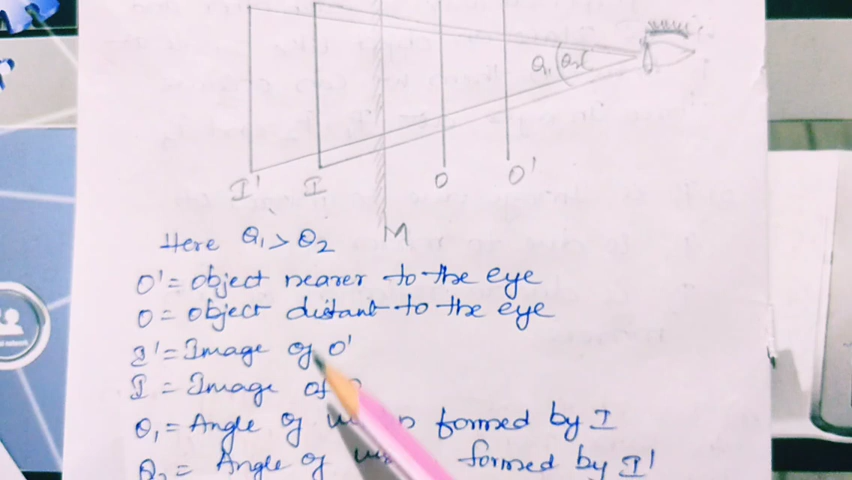 θ1 θ2
I' I O O'
M
Here θ1 > θ2
O' = object nearer to the eye
O = object distant to the eye
I' = Image of O'
I = Image of
θ1 = Angle of formed by I
θ2 = Angle of formed by I'